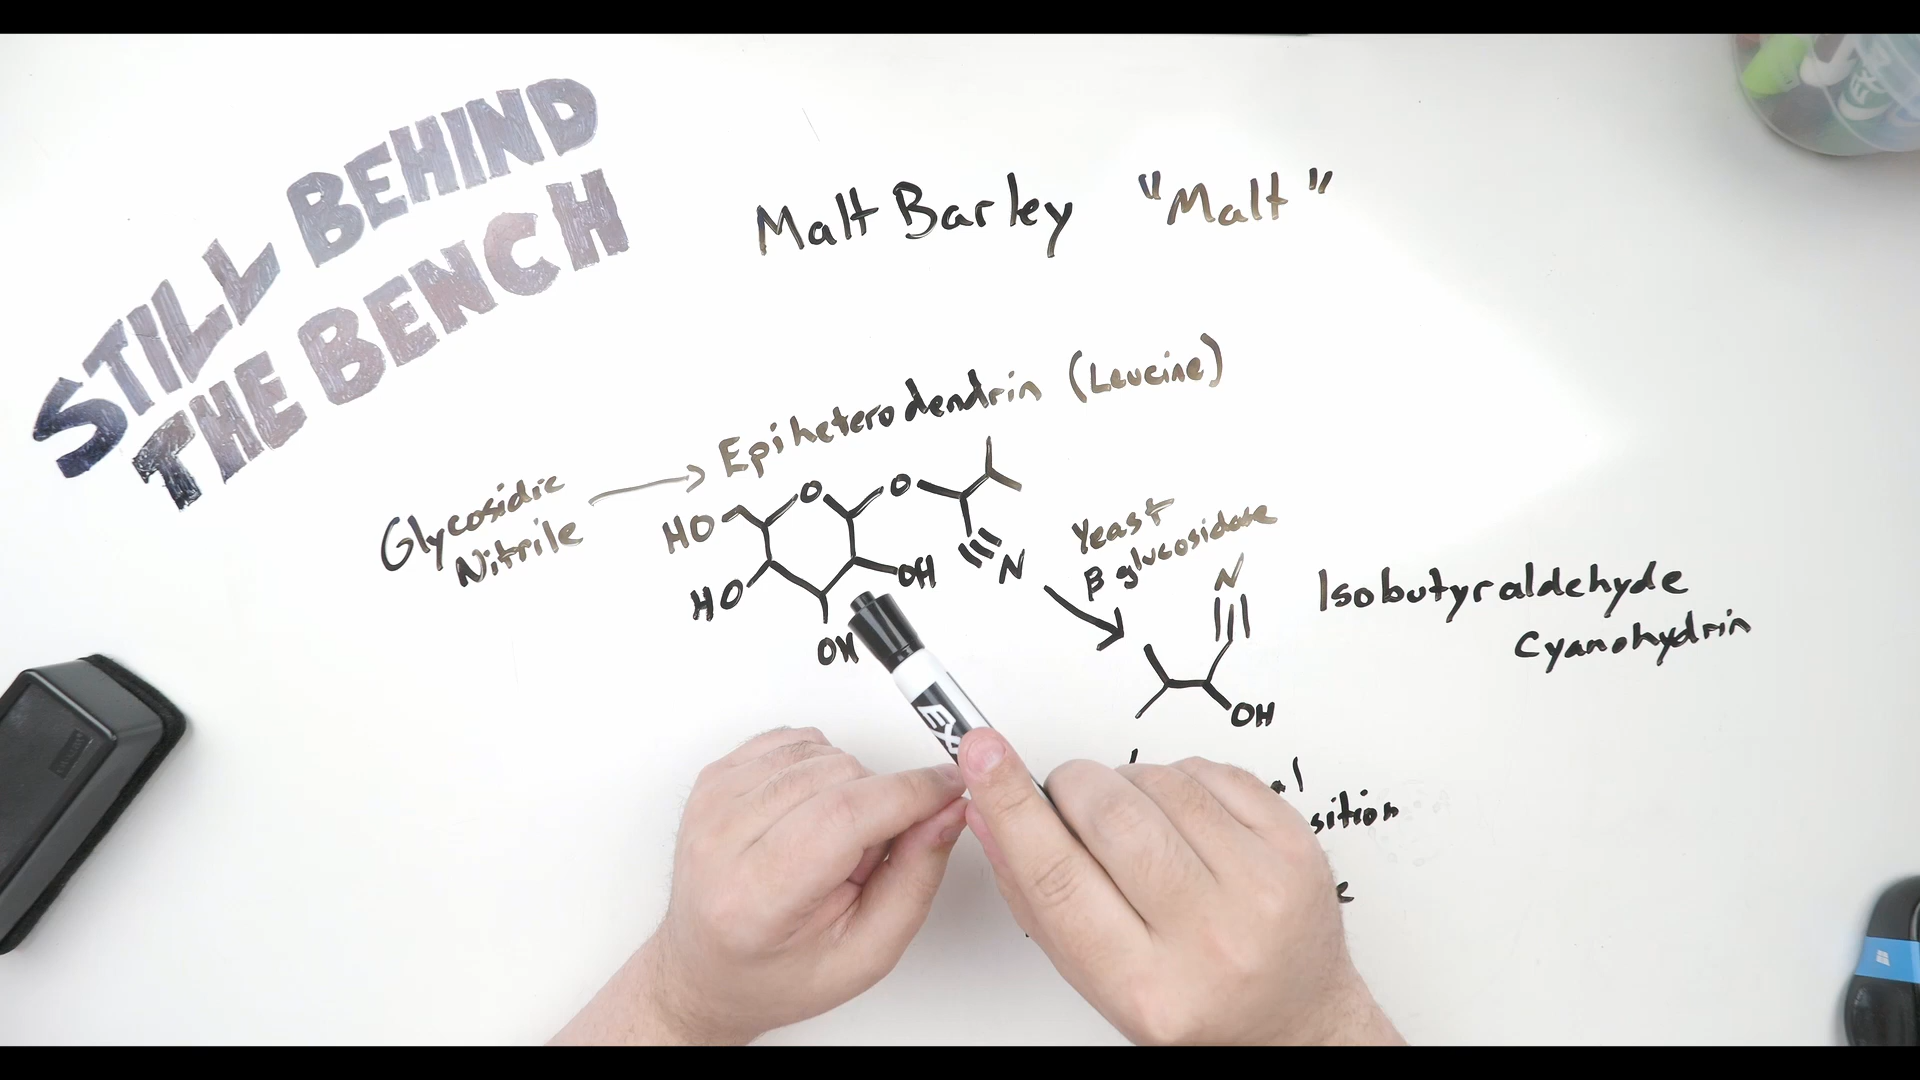 STILL BEHIND
THE BENCH
Malt Barley "Malt"
Epiheterodendrin (Leucine)
Glycosidic
Nitrile
O
O
HO
HO
OH
OH
N
Yeast
β glucosidase
N
OH
Isobutyraldehyde
Cyanohydrin
EX